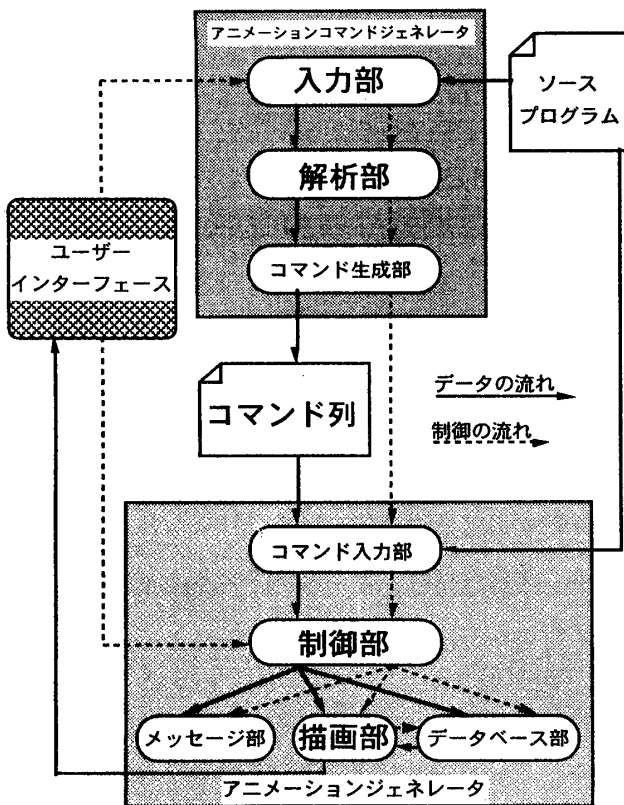 アニメーションコマンドジェネレータ
入力部
ソース
プログラム
解析部
コマンド生成部
ユーザー
インターフェース
コマンド列
データの流れ
制御の流れ
コマンド入力部
制御部
メッセージ部
描画部
データベース部
アニメーションジェネレータ